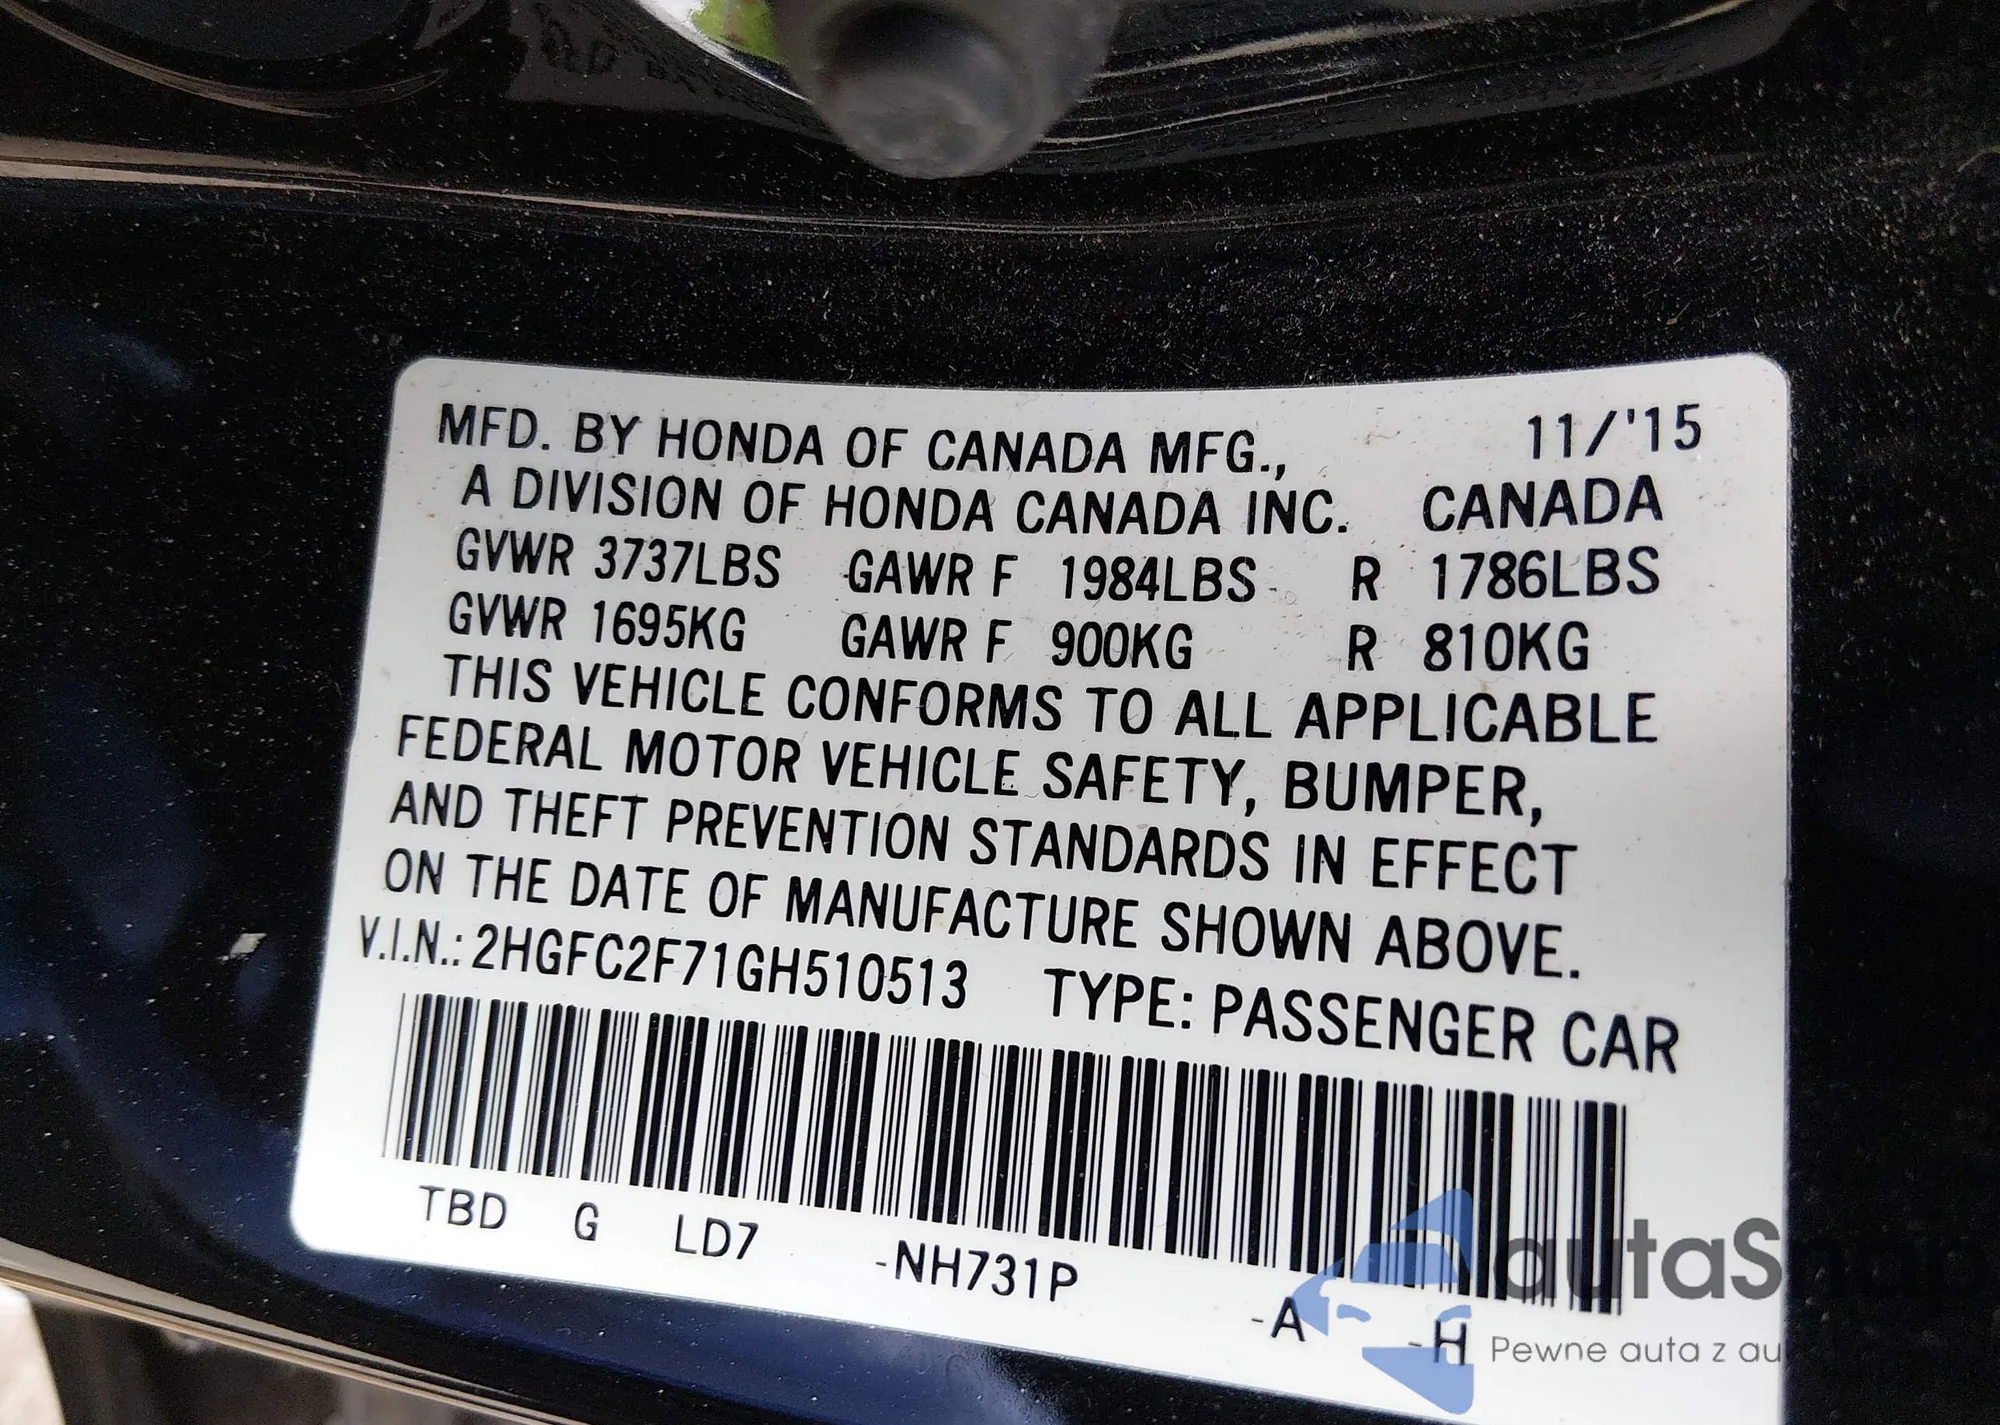 MFD. BY HONDA OF CANADA MFG., 11/'15
A DIVISION OF HONDA CANADA INC. CANADA
GVWR 3737LBS GAWR F 1984LBS R 1786LBS
GVWR 1695KG GAWR F 900KG R 810KG
THIS VEHICLE CONFORMS TO ALL APPLICABLE
FEDERAL MOTOR VEHICLE SAFETY, BUMPER,
AND THEFT PREVENTION STANDARDS IN EFFECT
ON THE DATE OF MANUFACTURE SHOWN ABOVE.
V.I.N.: 2HGFC2F71GH510513 TYPE: PASSENGER CAR
TBD G LD7 -NH731P -A -H
autaSnap
Pewne auta z au